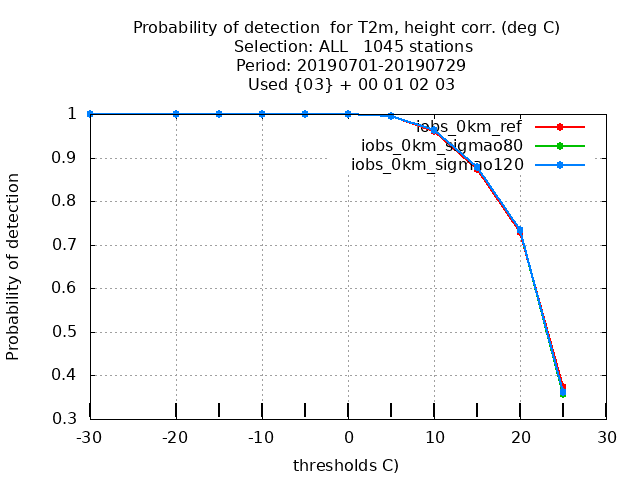 Probability of detection  for T2m, height corr. (deg C)
Selection: ALL   1045 stations
Period: 20190701-20190729
Used {03} + 00 01 02 03
iobs_0km_ref
iobs_0km_sigmao80
iobs_0km_sigmao120
Probability of detection
1
0.9
0.8
0.7
0.6
0.5
0.4
0.3
-30 -20 -10 0 10 20 30
thresholds C)